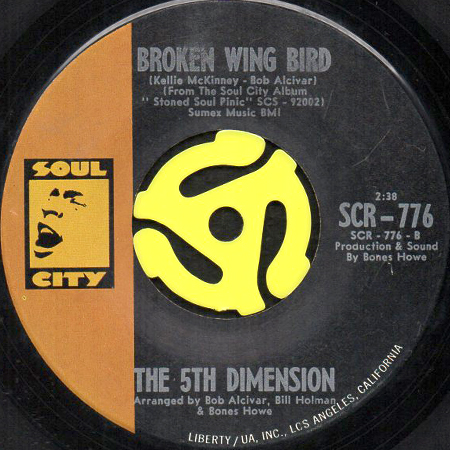 BROKEN WING BIRD
(Kellie McKinney - Bob Alcivar)
(From The Soul City Album
"Stoned Soul Pinic" SCS - 92002)
Sumex Music BMI
SOUL
CITY
2:38
SCR-776
SCR - 776 - B
Production & Sound
By Bones Howe
THE 5TH DIMENSION
Arranged by Bob Alcivar, Bill Holman,
& Bones Howe
LIBERTY/UA, INC., LOS ANGELES, CALIFORNIA